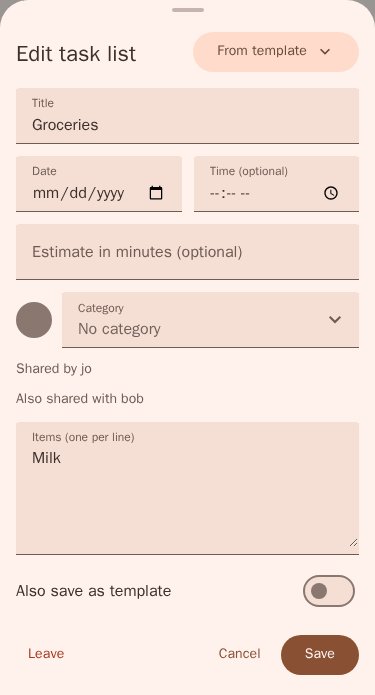 Edit task list
From template
Title
Groceries
Date
Time (optional)
mm/dd/yyyy
--:-- --
Estimate in minutes (optional)
Category
No category
Shared by jo
Also shared with bob
Items (one per line)
Milk
Also save as template
Leave
Cancel
Save